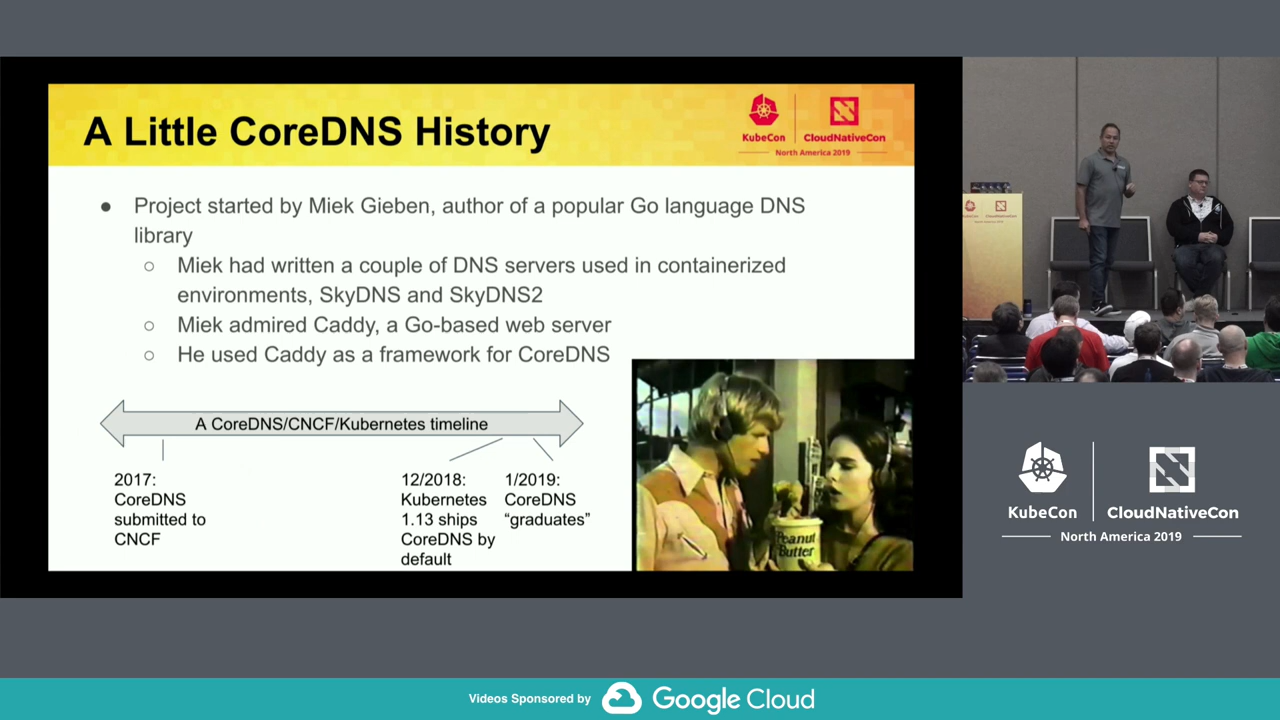 A Little CoreDNS History
KubeCon
CloudNativeCon
North America 2019
● Project started by Miek Gieben, author of a popular Go language DNS
library
○ Miek had written a couple of DNS servers used in containerized
environments, SkyDNS and SkyDNS2
○ Miek admired Caddy, a Go-based web server
○ He used Caddy as a framework for CoreDNS
A CoreDNS/CNCF/Kubernetes timeline
2017:
CoreDNS
submitted to
CNCF
12/2018:
Kubernetes
1.13 ships
CoreDNS by
default
1/2019:
CoreDNS
“graduates”
Peanut
Butter
KubeCon
CloudNativeCon
North America 2019
Videos Sponsored by
Google Cloud